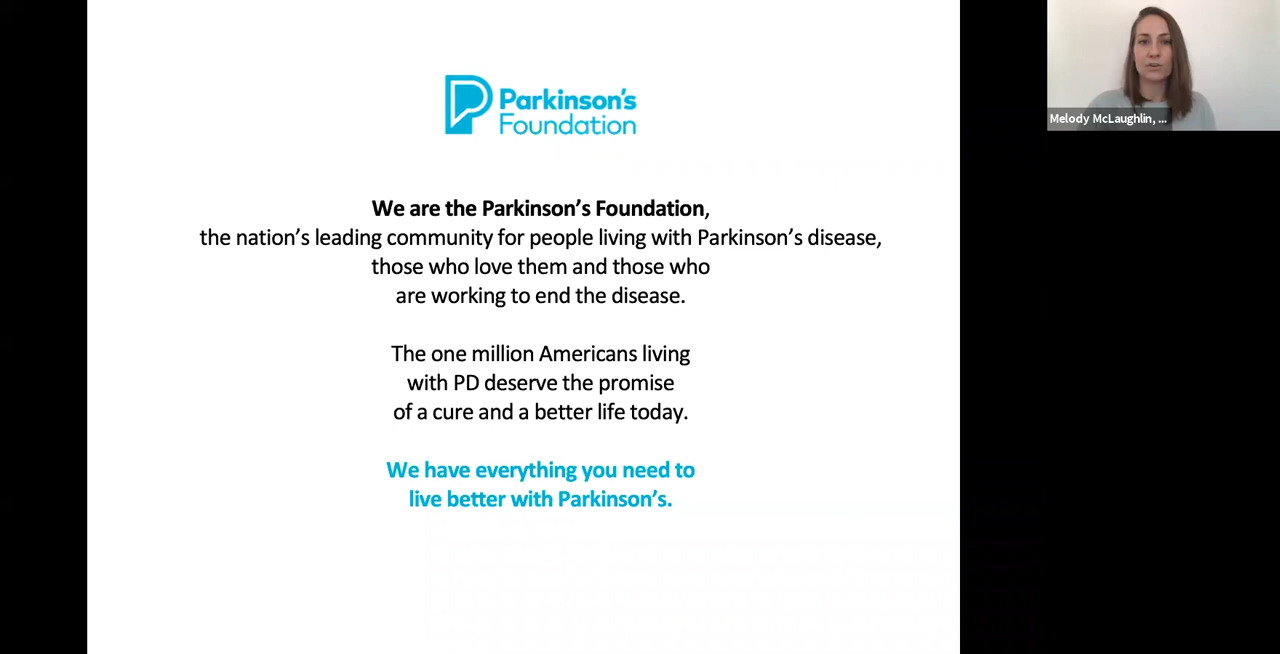 Parkinson's
Foundation
We are the Parkinson's Foundation,
the nation's leading community for people living with Parkinson's disease,
those who love them and those who
are working to end the disease.
The one million Americans living
with PD deserve the promise
of a cure and a better life today.
We have everything you need to
live better with Parkinson's.
Melody McLaughlin, ...